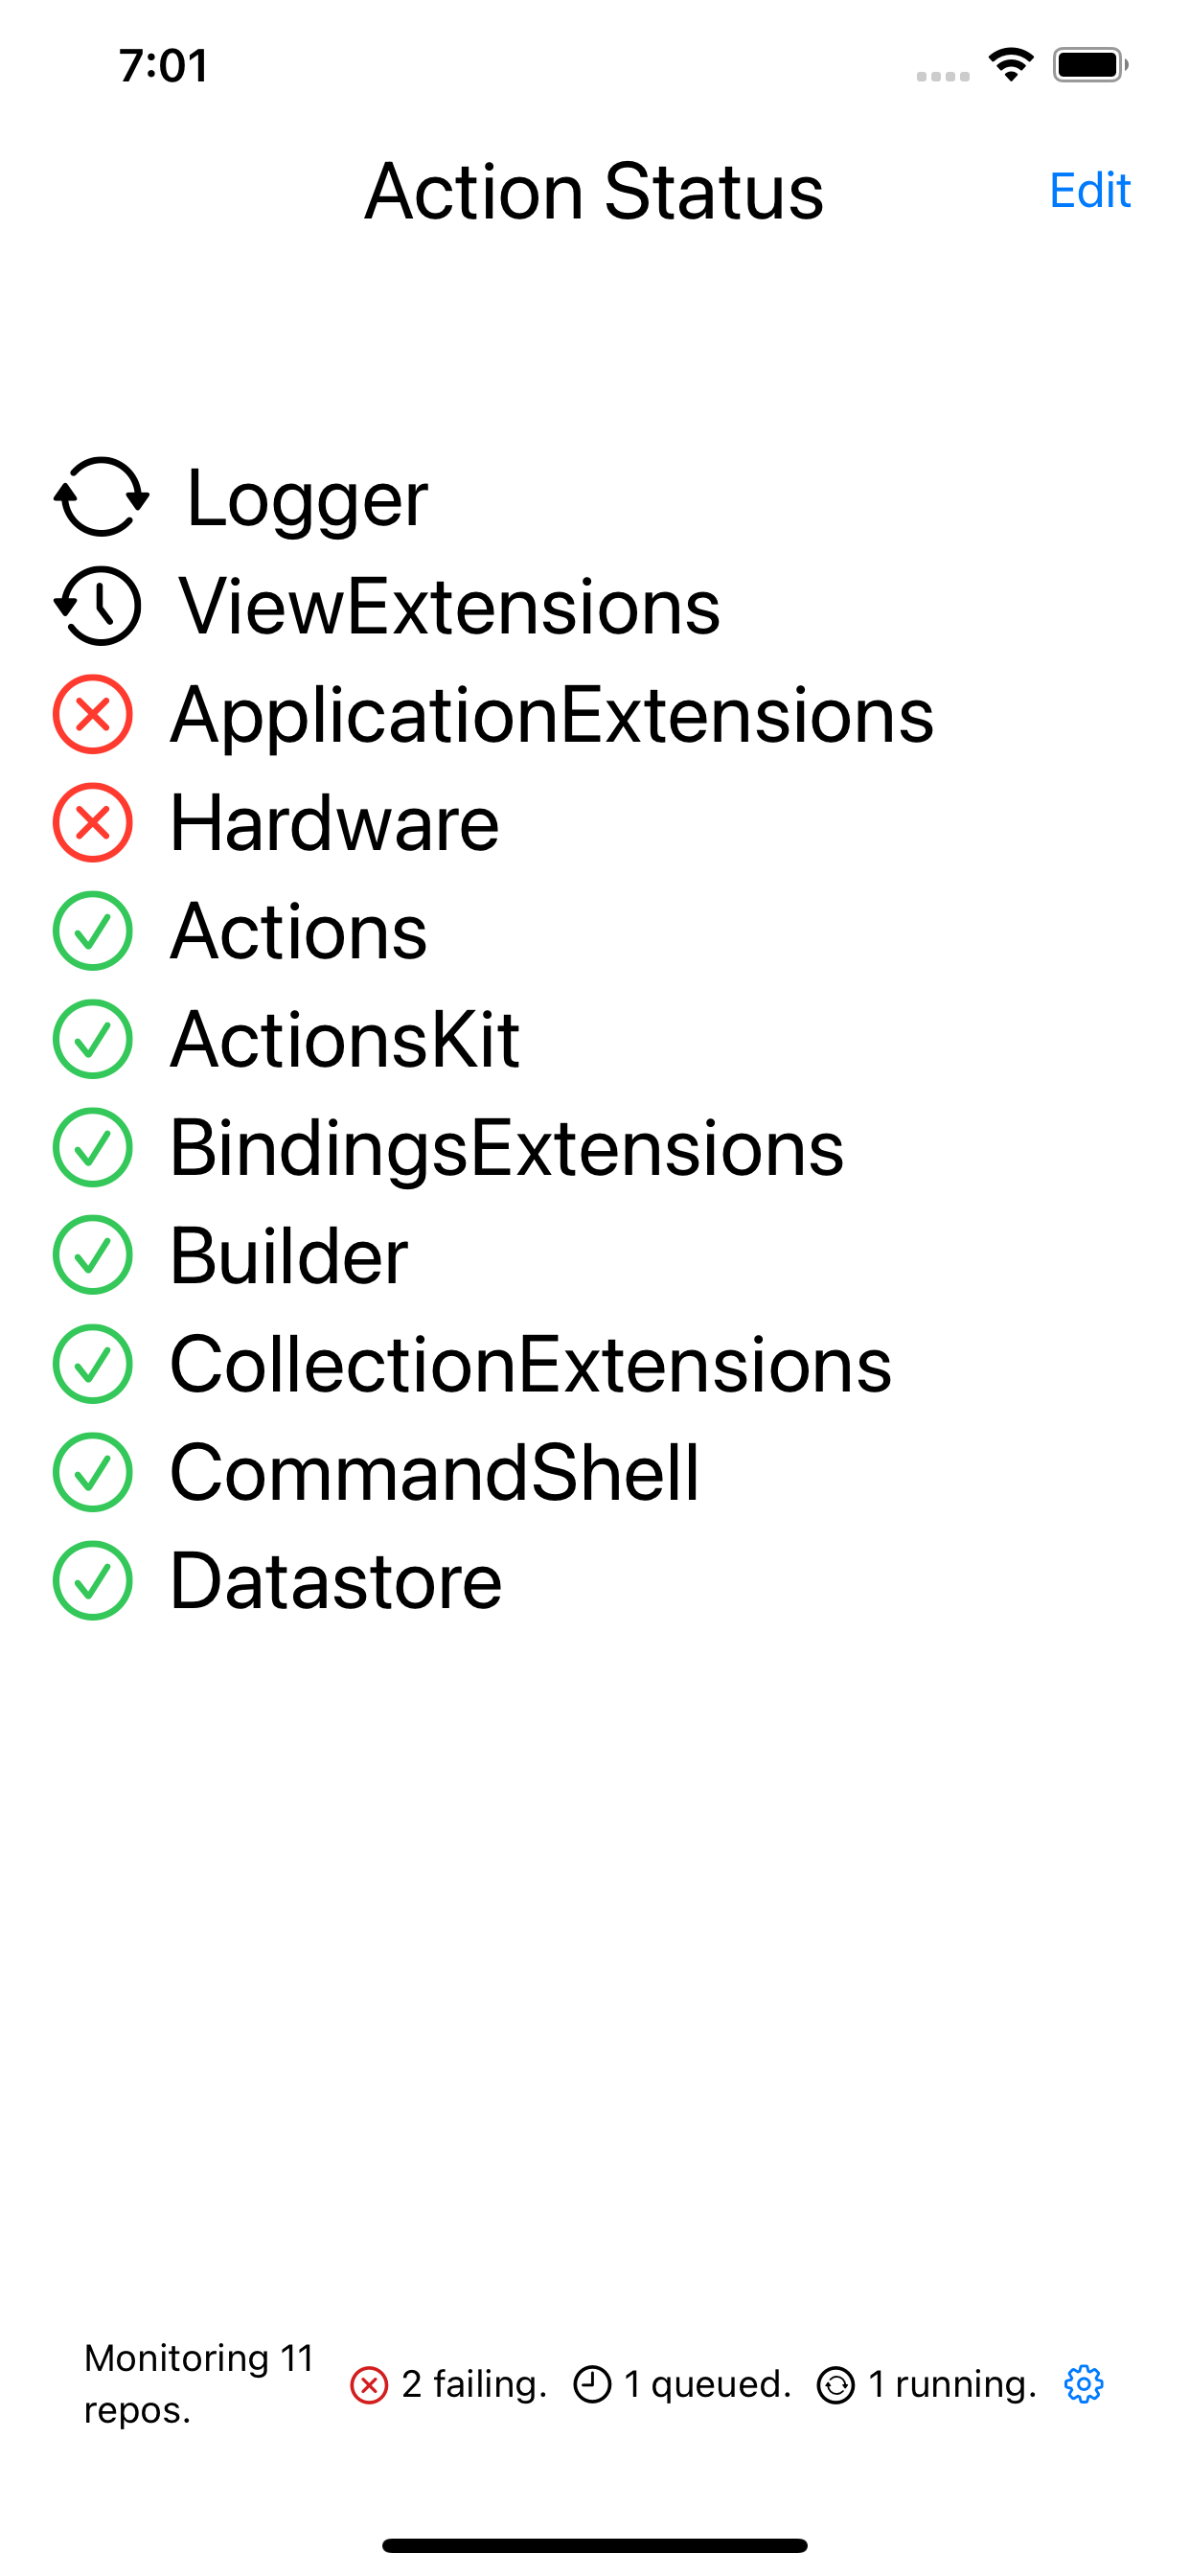 7:01
Action Status
Edit
Logger
ViewExtensions
ApplicationExtensions
Hardware
Actions
ActionsKit
BindingsExtensions
Builder
CollectionExtensions
CommandShell
Datastore
Monitoring 11
repos.
2 failing.
1 queued.
1 running.